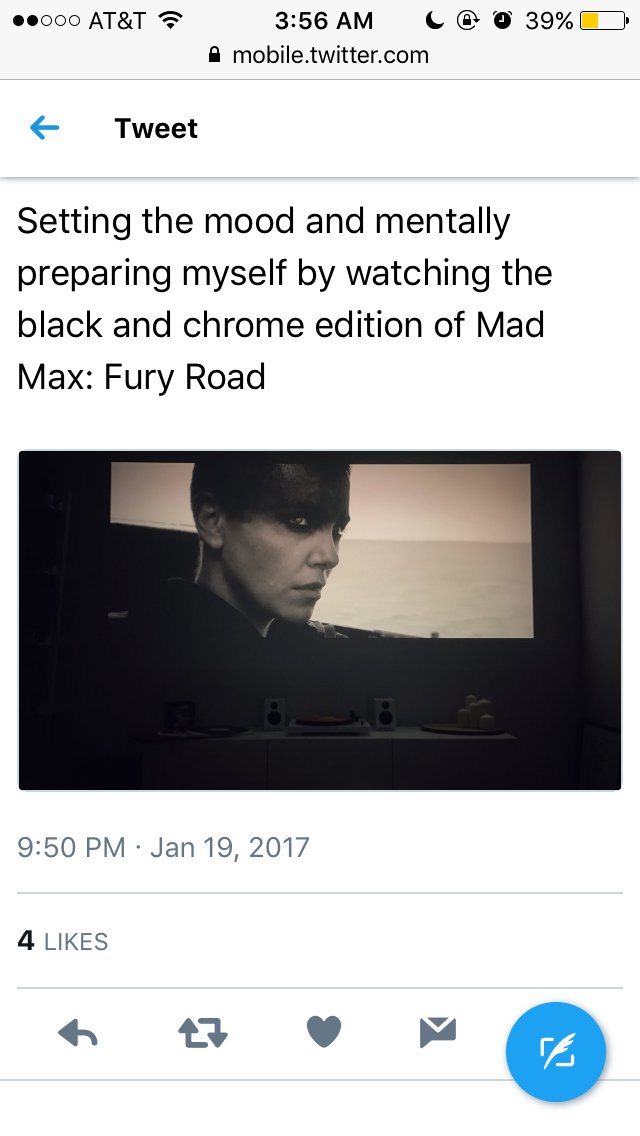 AT&T 3:56 AM 39%
mobile.twitter.com
Tweet
Setting the mood and mentally
preparing myself by watching the
black and chrome edition of Mad
Max: Fury Road
9:50 PM · Jan 19, 2017
4 LIKES